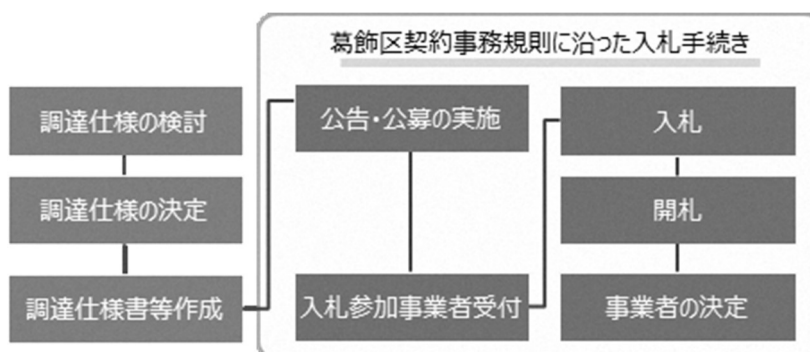 葛飾区契約事務規則に沿った入札手続き
調達仕様の検討
調達仕様の決定
調達仕様書等作成
公告・公募の実施
入札参加事業者受付
入札
開札
事業者の決定